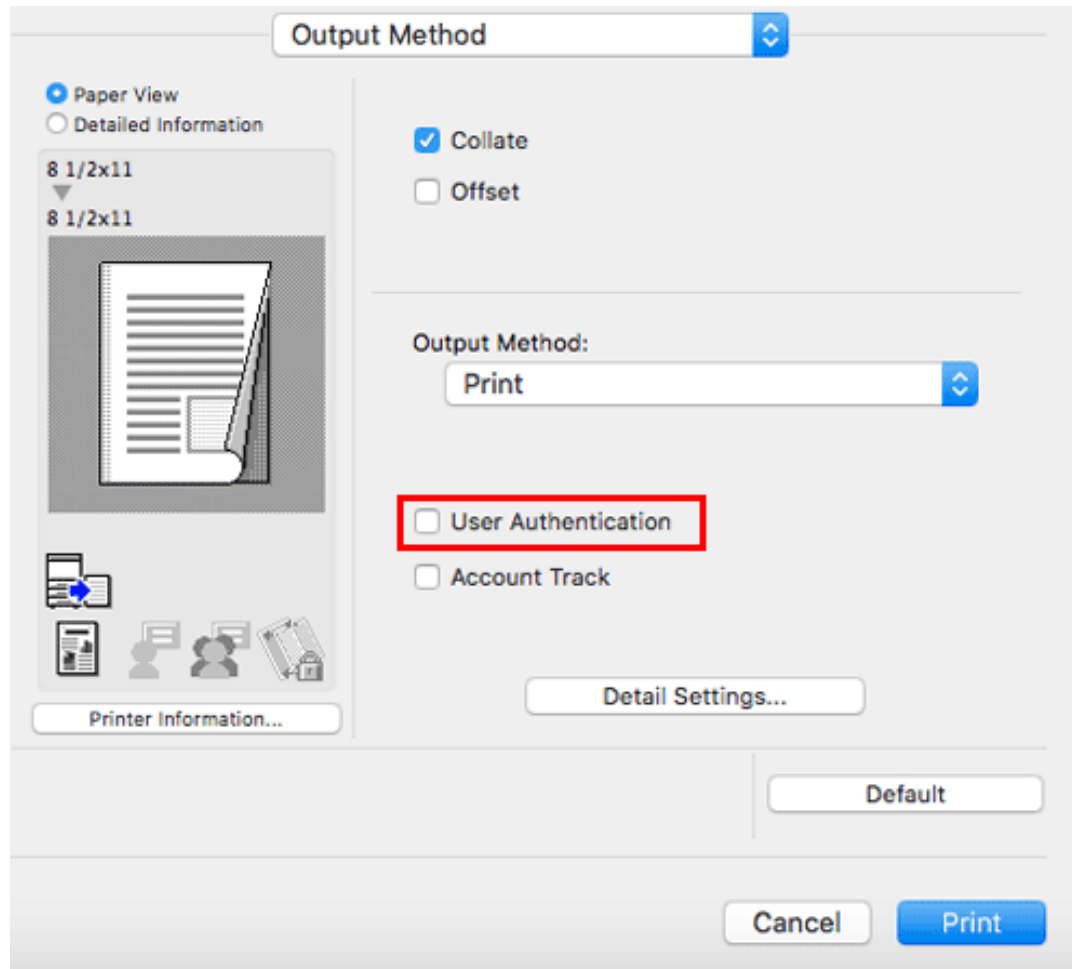 Output Method
Paper View
Detailed Information
8 1/2x11
8 1/2x11
Printer Information...
Collate
Offset
Output Method:
Print
User Authentication
Account Track
Detail Settings...
Default
Cancel
Print